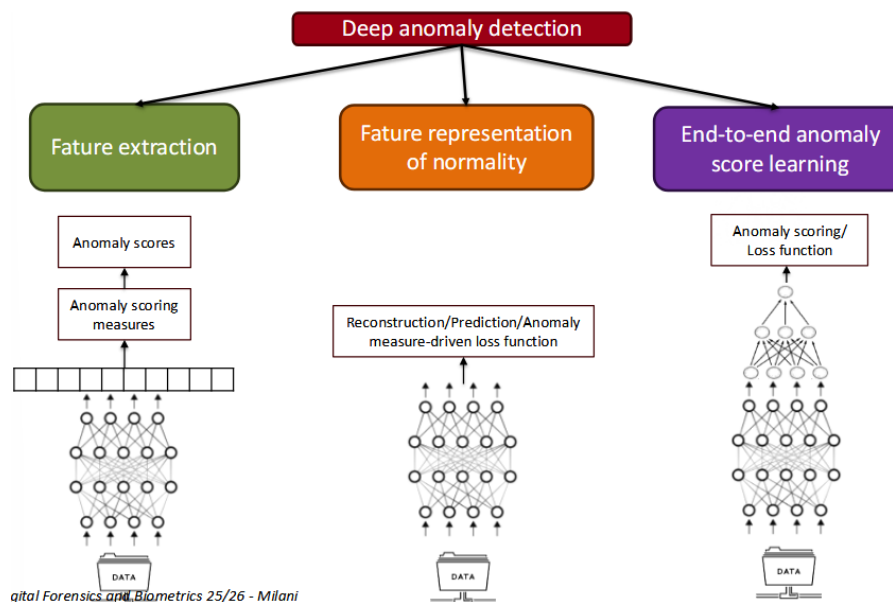 Deep anomaly detection
Fature extraction
Fature representation
of normality
End-to-end anomaly
score learning
Anomaly scores
Anomaly scoring
measures
Reconstruction/Prediction/Anomaly
measure-driven loss function
Anomaly scoring/
Loss function
DATA
DATA
DATA
gital Forensics and Biometrics 25/26 - Milani